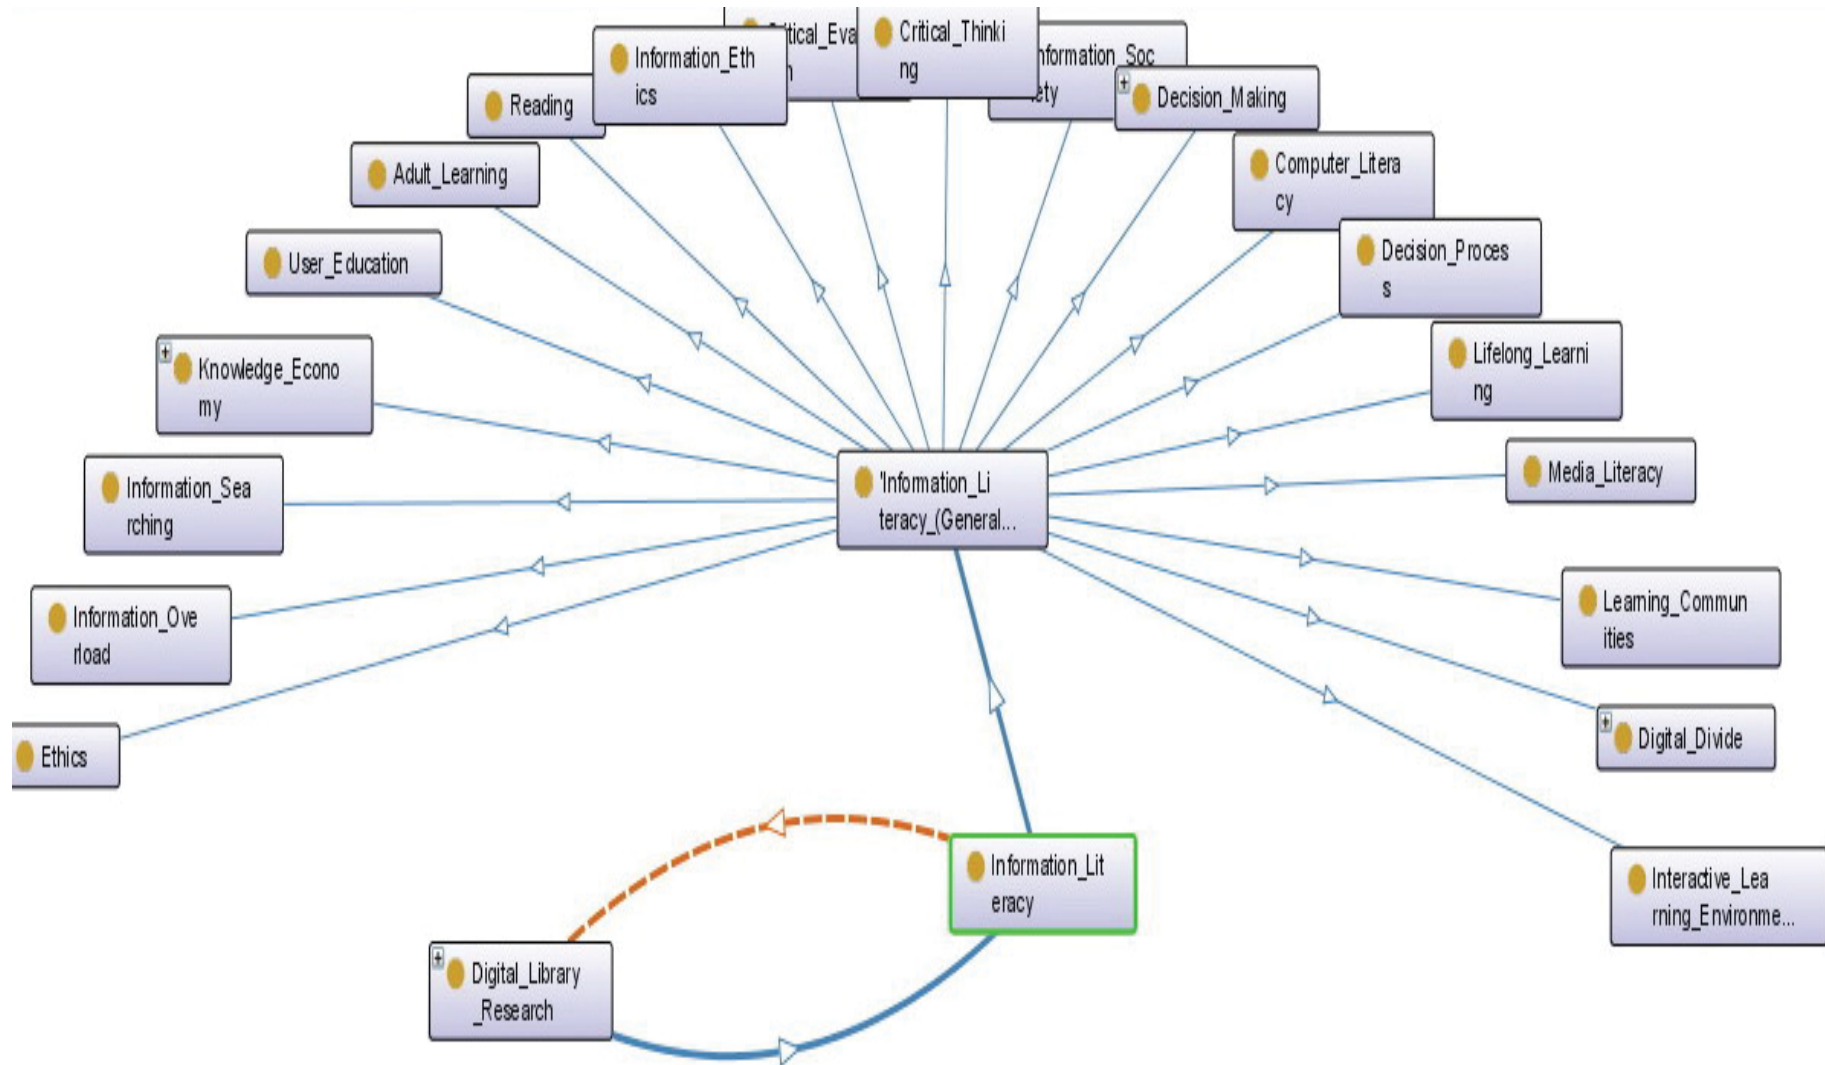 Critical_Thinki
ng
Information_Eth
ics
Reading
Decision_Making
Adult_Learning
Computer_Litera
cy
User_Education
Decision_Proces
s
Knowledge_Econo
my
Lifelong_Learni
ng
Information_Sea
rching
"Information_Li
teracy_(General...
Media_Literacy
Information_Ove
rload
Learning_Commun
ities
Ethics
Digital_Divide
Information_Lit
eracy
Interactive_Lea
rning_Environme...
Digital_Library
_Research